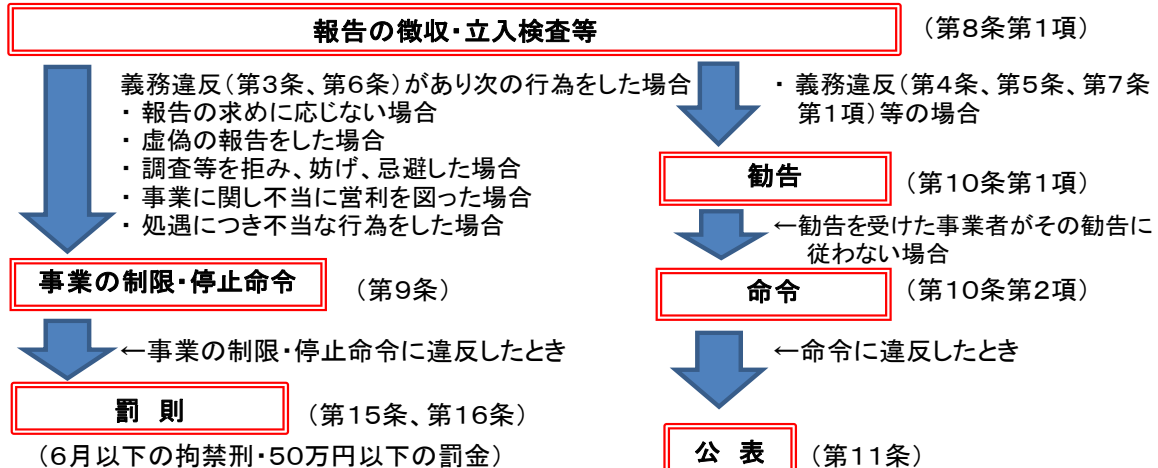 報告の徴収・立入検査等
（第8条第1項）
義務違反（第3条、第6条）があり次の行為をした場合
・ 報告の求めに応じない場合
・ 虚偽の報告をした場合
・ 調査等を拒み、妨げ、忌避した場合
・ 事業に関し不当に営利を図った場合
・ 処遇につき不当な行為をした場合
・ 義務違反（第4条、第5条、第7条
第1項）等の場合
勧告
（第10条第1項）
←勧告を受けた事業者がその勧告に
従わない場合
事業の制限・停止命令
（第9条）
命令
（第10条第2項）
←事業の制限・停止命令に違反したとき
←命令に違反したとき
罰 則
（第15条、第16条）
（6月以下の拘禁刑・50万円以下の罰金）
公 表
（第11条）